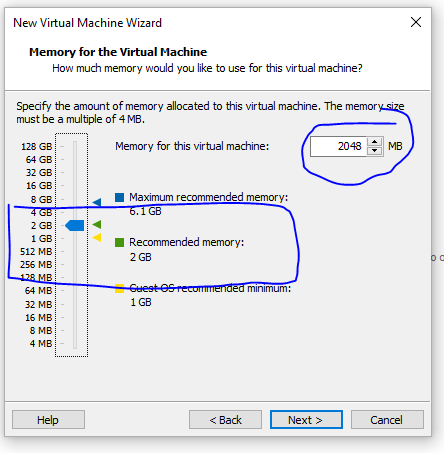 New Virtual Machine Wizard
Memory for the Virtual Machine
How much memory would you like to use for this virtual machine?
Specify the amount of memory allocated to this virtual machine. The memory size
must be a multiple of 4 MB.
Memory for this virtual machine: 2048 MB
128 GB
64 GB
32 GB
16 GB
8 GB
4 GB
2 GB
1 GB
512 MB
256 MB
128 MB
64 MB
32 MB
16 MB
8 MB
4 MB
Maximum recommended memory:
6.1 GB
Recommended memory:
2 GB
Guest OS recommended minimum:
1 GB
Help < Back Next > Cancel